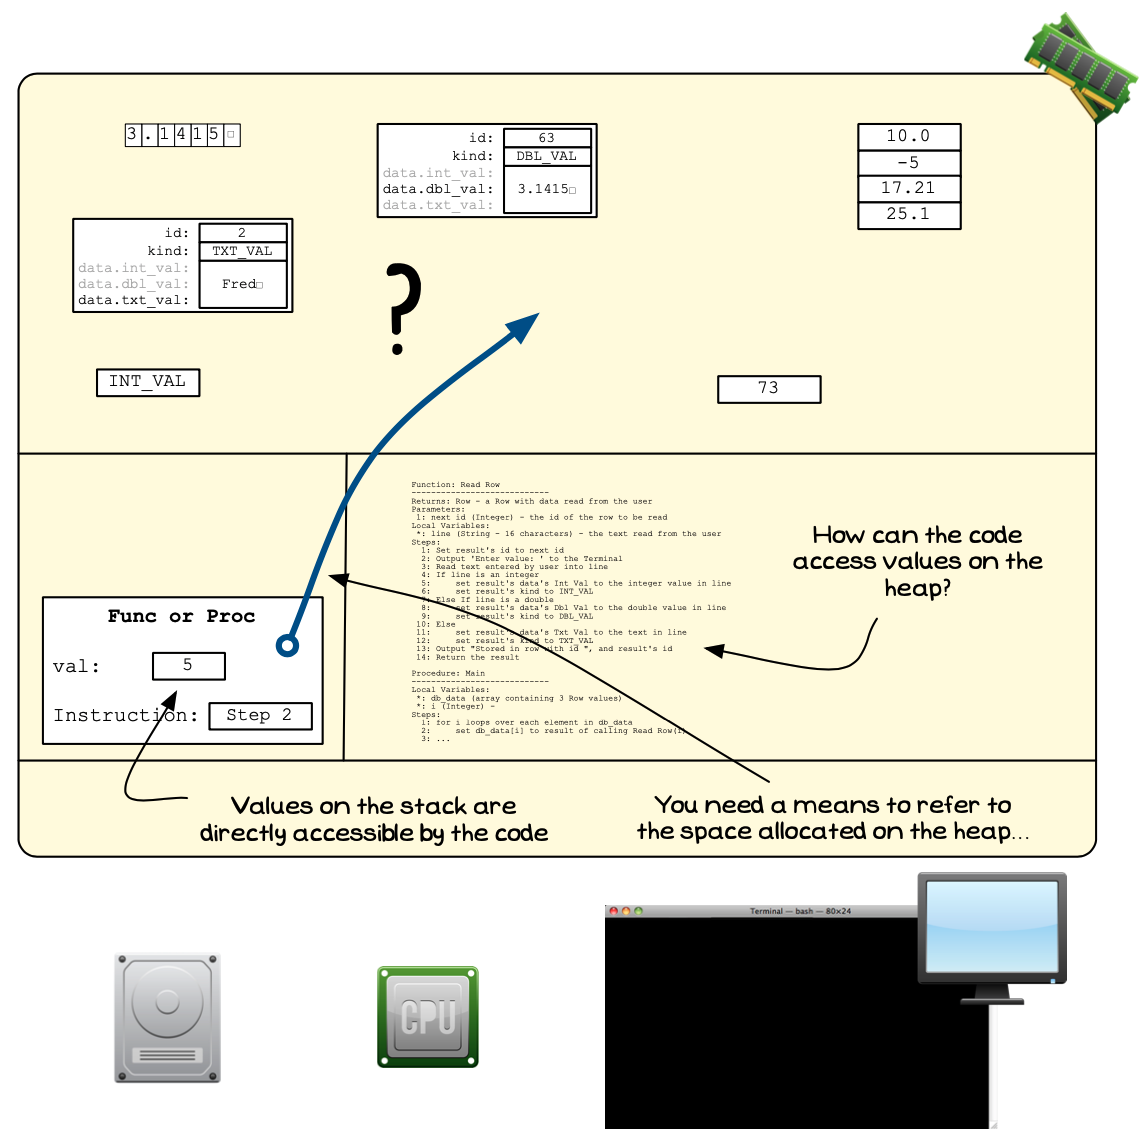 3.1415□
id: 63
kind: DBL_VAL
data.int_val:
data.dbl_val: 3.1415□
data.txt_val:
10.0
-5
17.21
25.1
id: 2
kind: TXT_VAL
data.int_val:
data.dbl_val: Fred□
data.txt_val:
?
INT_VAL
73
Function: Read Row
----------------------------
Returns: Row - a Row with data read from the user
Parameters:
1: next id (Integer) - the id of the row to be read
Local Variables:
*: line (String - 16 characters) - the text read from the user
Steps:
1: Set result's id to next id
2: Output 'Enter value: ' to the Terminal
3: Read text entered by user into line
4: If line is an integer
5: set result's data's Int Val to the integer value in line
6: set result's kind to INT_VAL
7: Else If line is a double
8: set result's data's Dbl Val to the double value in line
9: set result's kind to DBL_VAL
10: Else
11: set result's data's Txt Val to the text in line
12: set result's kind to TXT_VAL
13: Output "Stored in row with id ", and result's id
14: Return the result
Procedure: Main
----------------------------
Local Variables:
*: db_data (array containing 3 Row values)
*: i (Integer) -
Steps:
1: for i loops over each element in db_data
2: set db_data[i] to result of calling Read Row(i)
3: ...
How can the code
access values on the
heap?
Func or Proc
val: 5
Instruction: Step 2
Values on the stack are
directly accessible by the code
You need a means to refer to
the space allocated on the heap...
Terminal — bash — 80×24
CPU